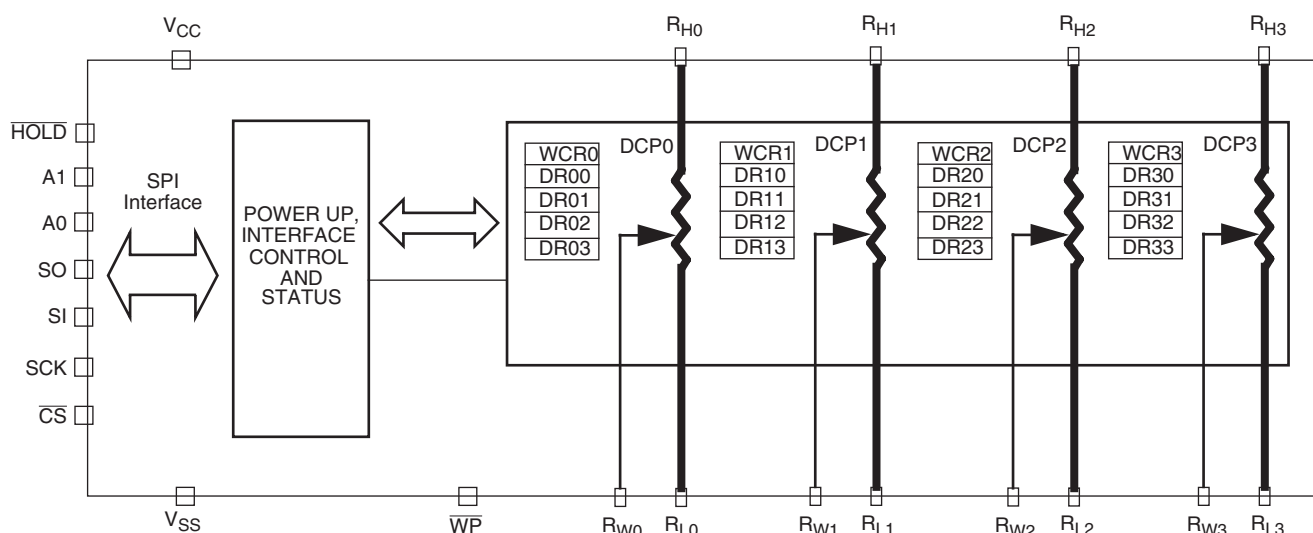 VCC
RH0
RH1
RH2
RH3
HOLD
A1
A0
SO
SI
SCK
CS
SPI
Interface
POWER UP,
INTERFACE
CONTROL
AND
STATUS
WCR0
DR00
DR01
DR02
DR03
DCP0
WCR1
DR10
DR11
DR12
DR13
DCP1
WCR2
DR20
DR21
DR22
DR23
DCP2
WCR3
DR30
DR31
DR32
DR33
DCP3
VSS
WP
RW0
RL0
RW1
RL1
RW2
RL2
RW3
RL3